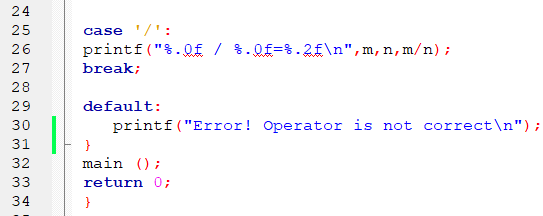 24
25 case '/':
26 printf("%.0f / %.0f=%.2f\n",m,n,m/n);
27 break;
28
29 default:
30 printf("Error! Operator is not correct\n");
31 }
32 main ();
33 return 0;
34 }